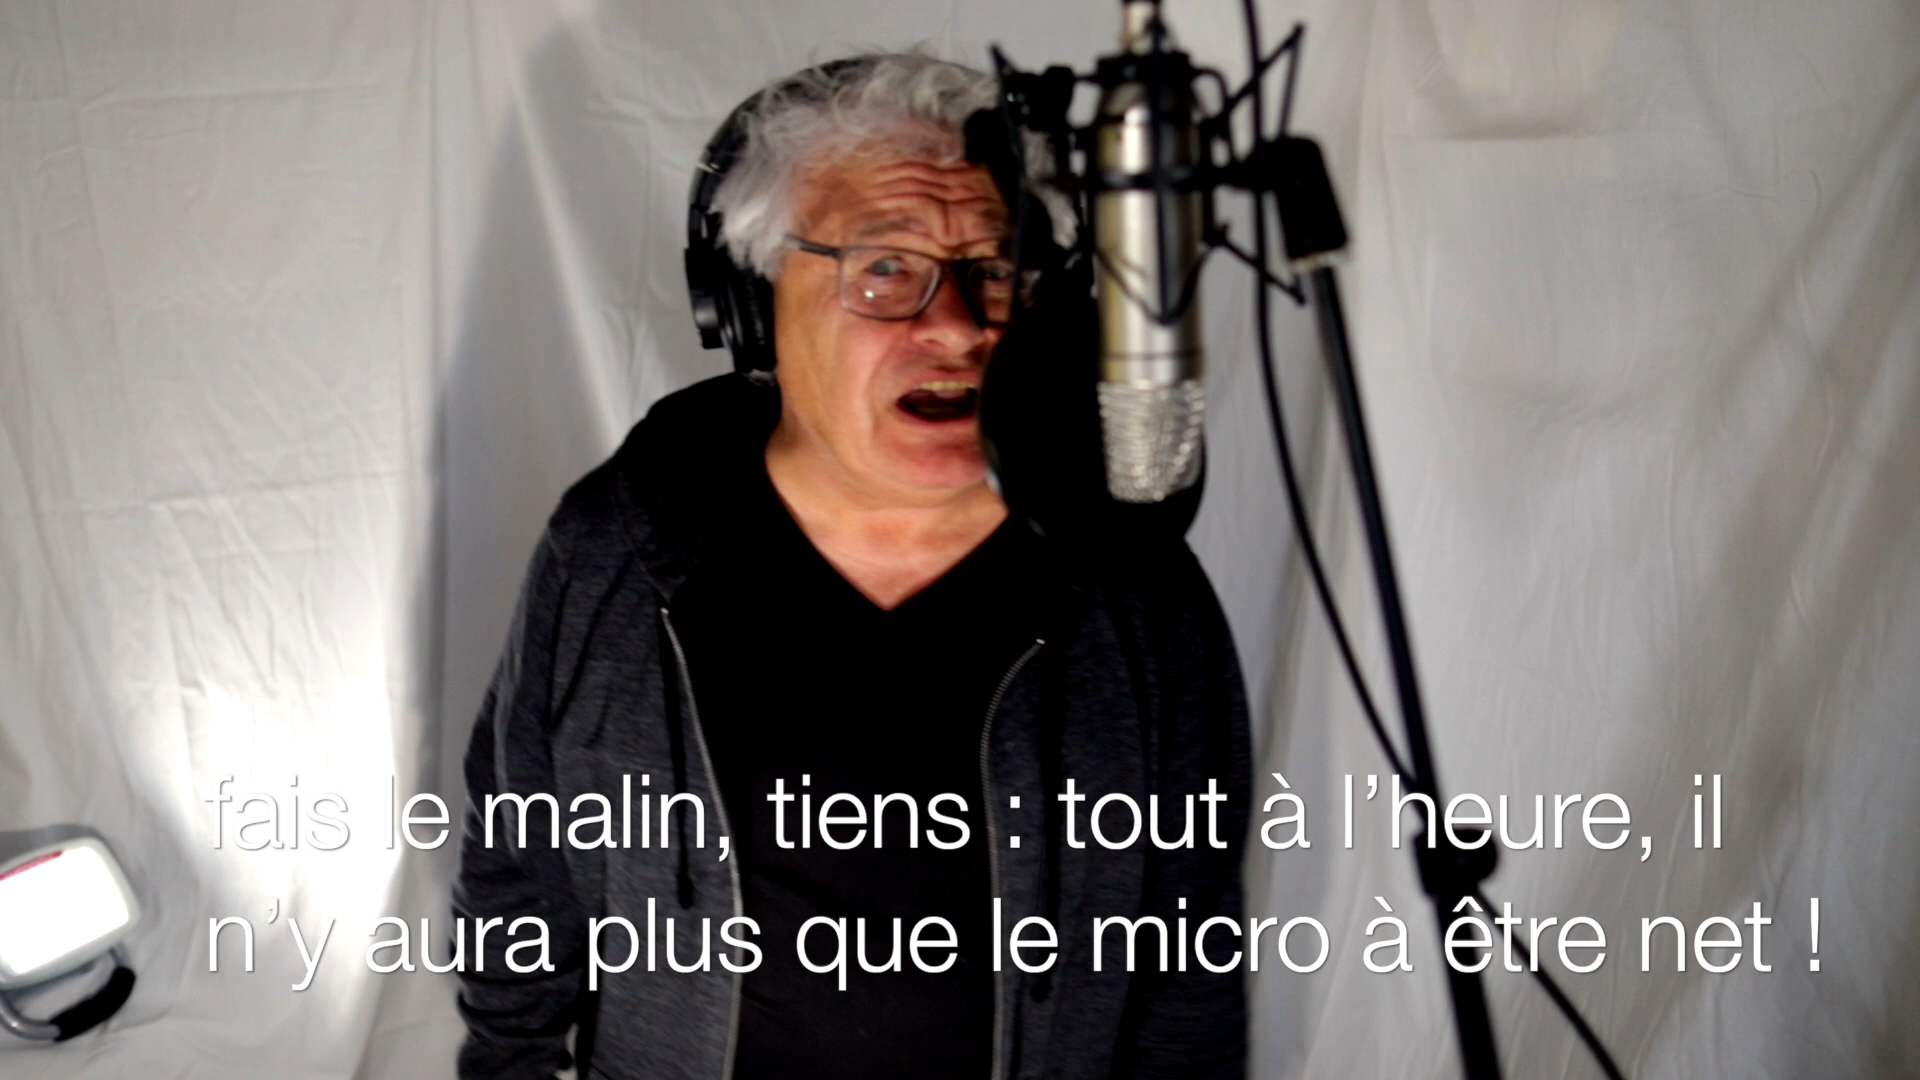 fais le malin, tiens : tout à l’heure, il
n’y aura plus que le micro à être net !